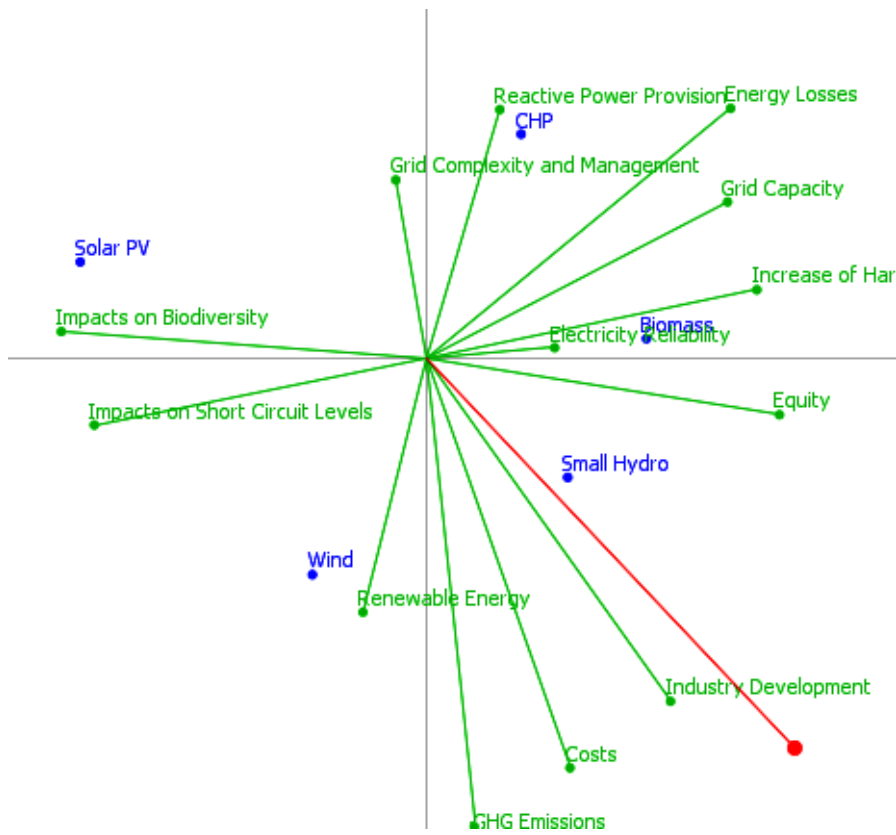 Reactive Power Provision
Energy Losses
CHP
Grid Complexity and Management
Grid Capacity
Solar PV
Increase of Har
Impacts on Biodiversity
Biomass
Electricity Reliability
Impacts on Short Circuit Levels
Equity
Small Hydro
Wind
Renewable Energy
Industry Development
Costs
GHG Emissions